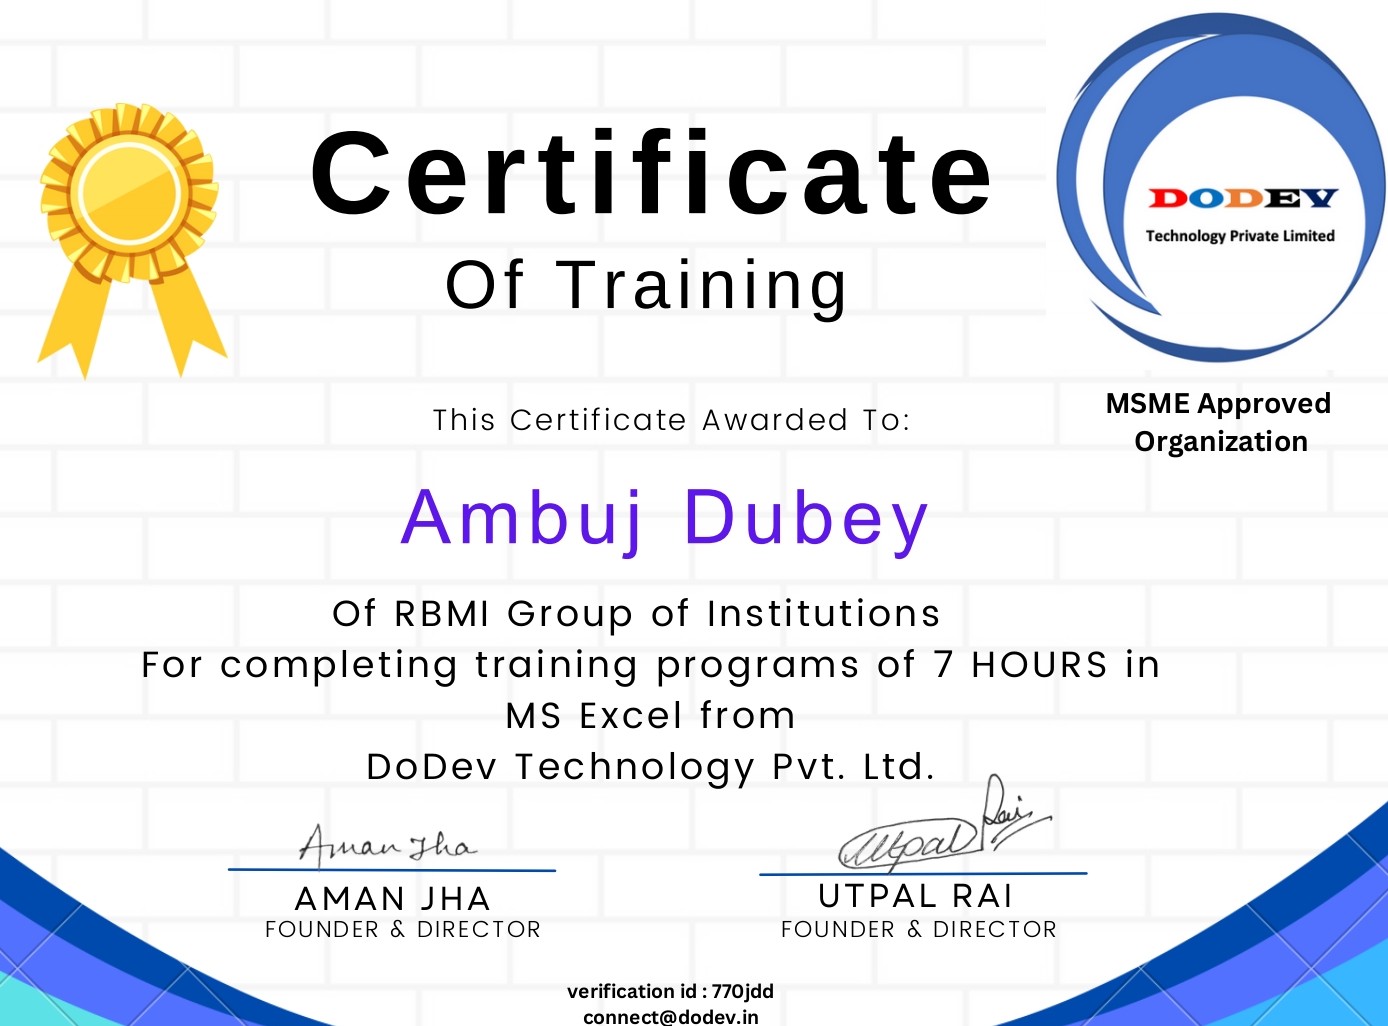 Certificate
Of Training
DODEV
Technology Private Limited
MSME Approved
Organization
This Certificate Awarded To:
Ambuj Dubey
Of RBMI Group of Institutions
For completing training programs of 7 HOURS in
MS Excel from
DoDev Technology Pvt. Ltd.
Aman Jha
Utpal Rai
AMAN JHA
FOUNDER & DIRECTOR
UTPAL RAI
FOUNDER & DIRECTOR
verification id : 770jdd
connect@dodev.in